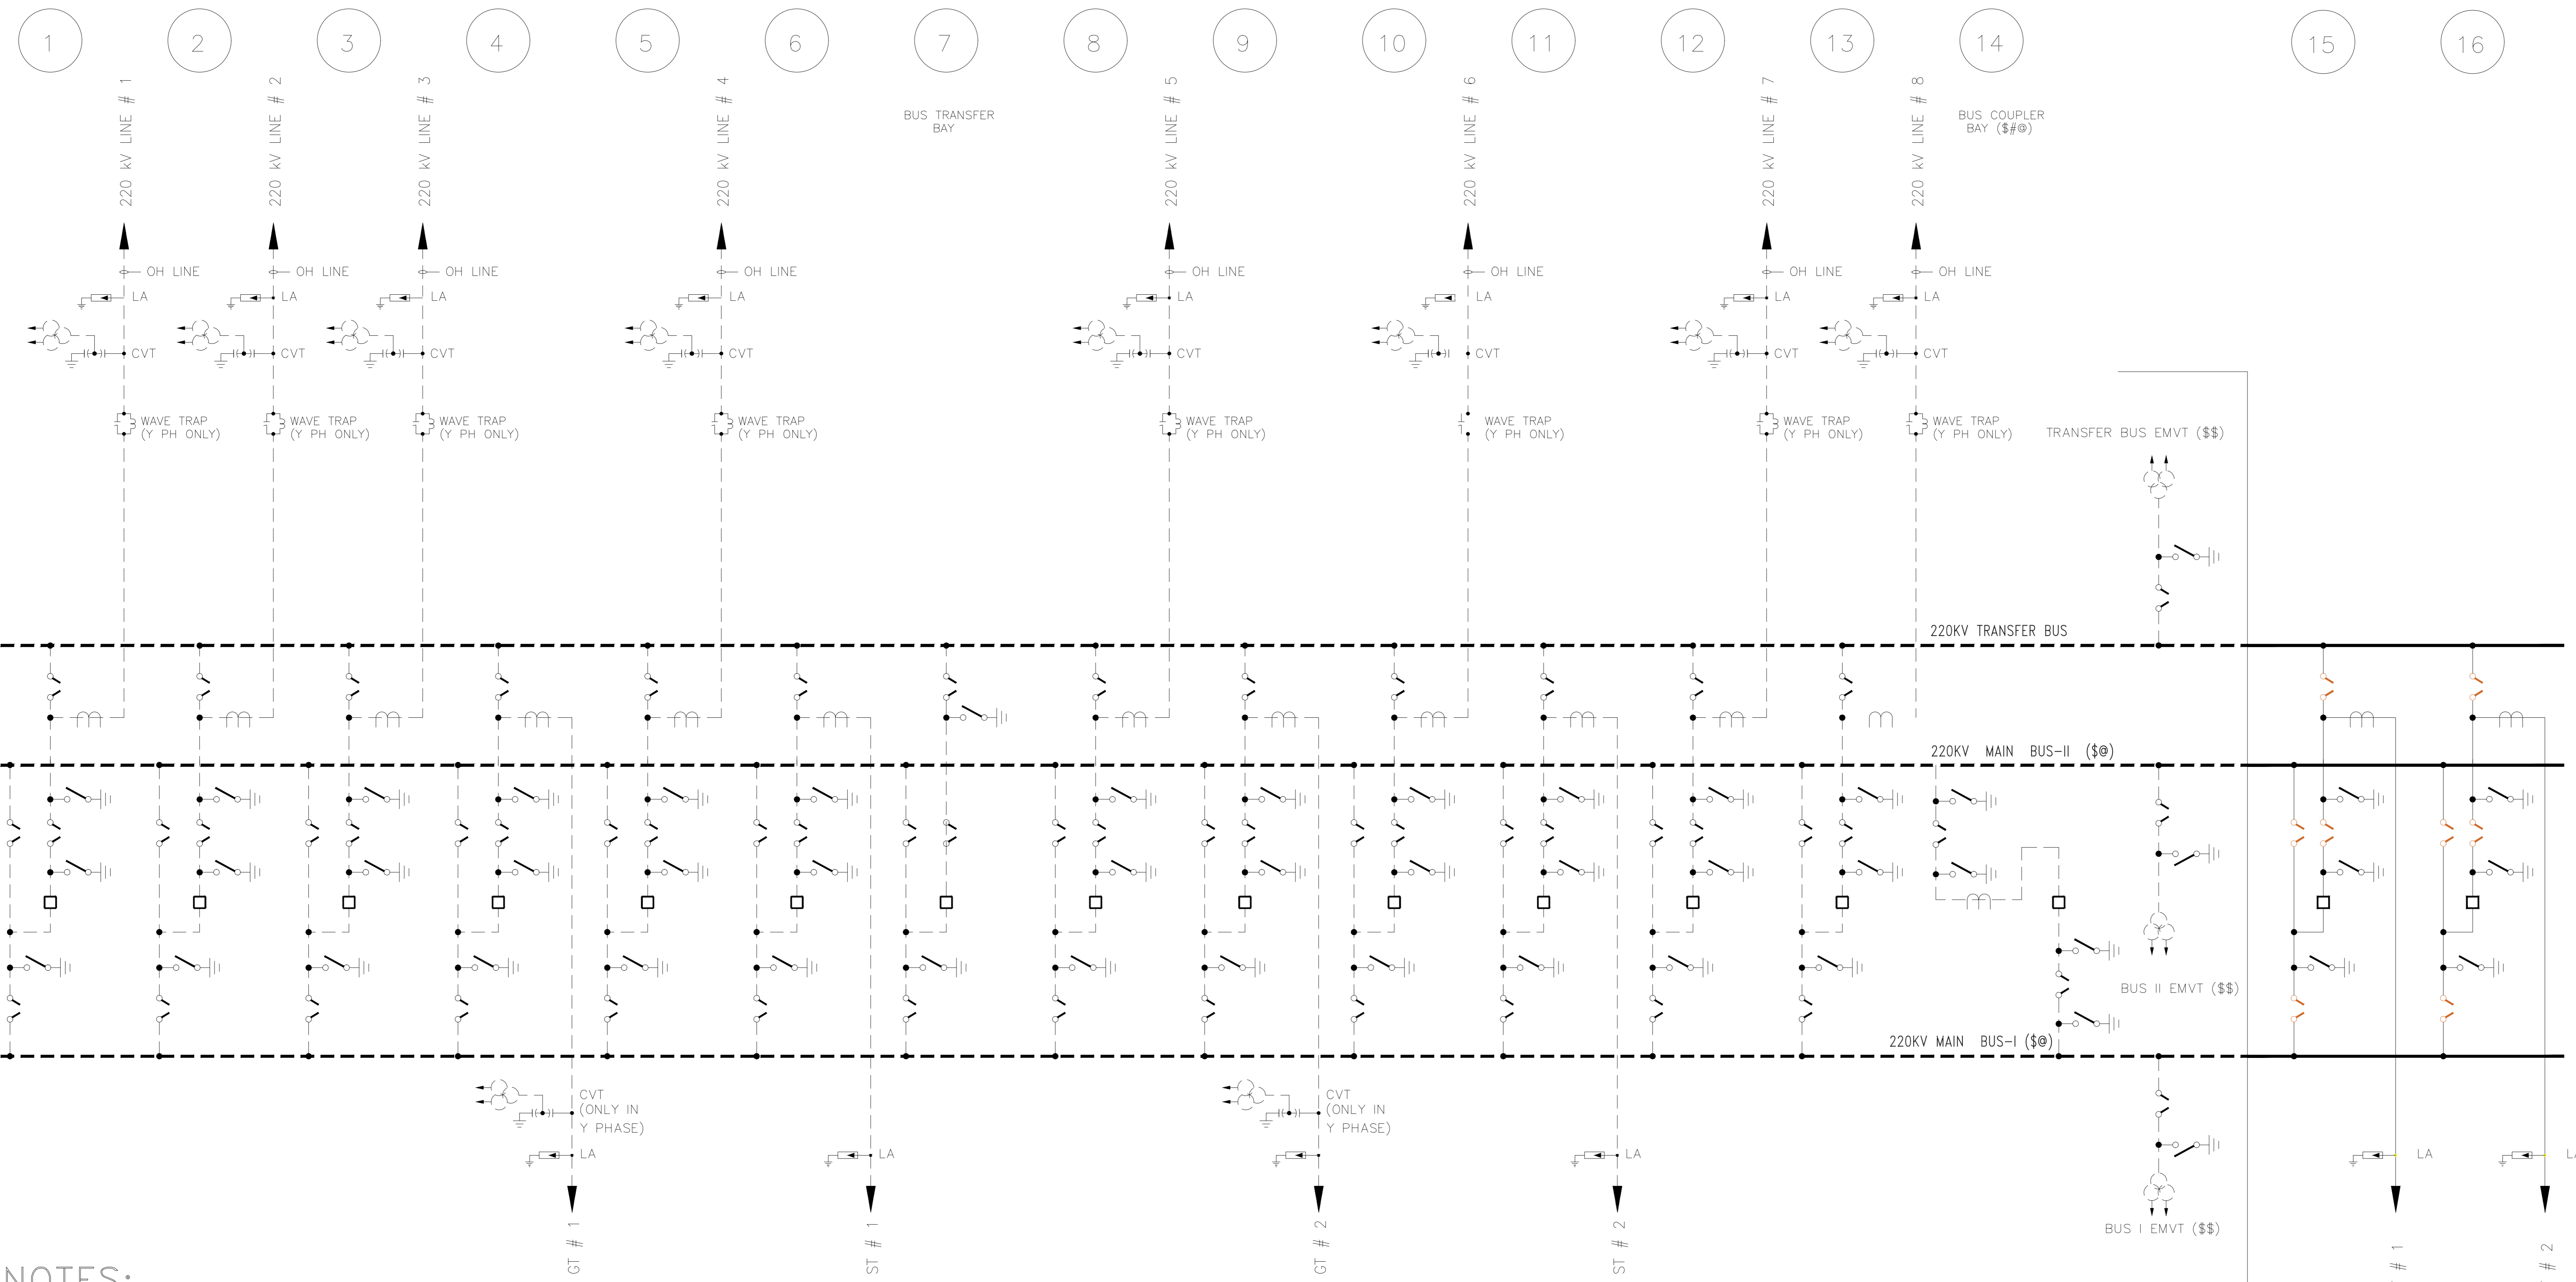 1
2
3
4
5
6
7
8
9
10
11
12
13
14
15
16
220 kV LINE # 1
220 kV LINE # 2
220 kV LINE # 3
220 kV LINE # 4
BUS TRANSFER
BAY
220 kV LINE # 5
220 kV LINE # 6
220 kV LINE # 7
220 kV LINE # 8
BUS COUPLER
BAY ($#@)
OH LINE
OH LINE
OH LINE
OH LINE
OH LINE
OH LINE
OH LINE
OH LINE
LA
LA
LA
LA
LA
LA
LA
LA
CVT
CVT
CVT
CVT
CVT
CVT
CVT
CVT
WAVE TRAP
(Y PH ONLY)
WAVE TRAP
(Y PH ONLY)
WAVE TRAP
(Y PH ONLY)
WAVE TRAP
(Y PH ONLY)
WAVE TRAP
(Y PH ONLY)
WAVE TRAP
(Y PH ONLY)
WAVE TRAP
(Y PH ONLY)
WAVE TRAP
(Y PH ONLY)
TRANSFER BUS EMVT ($$)
220KV TRANSFER BUS
220KV MAIN BUS-II ($@)
BUS II EMVT ($$)
220KV MAIN BUS-I ($@)
CVT
(ONLY IN
Y PHASE)
CVT
(ONLY IN
Y PHASE)
LA
LA
LA
LA
LA
LA
BUS I EMVT ($$)
GT # 1
ST # 1
GT # 2
ST # 2
# 1
# 2
NOTES: